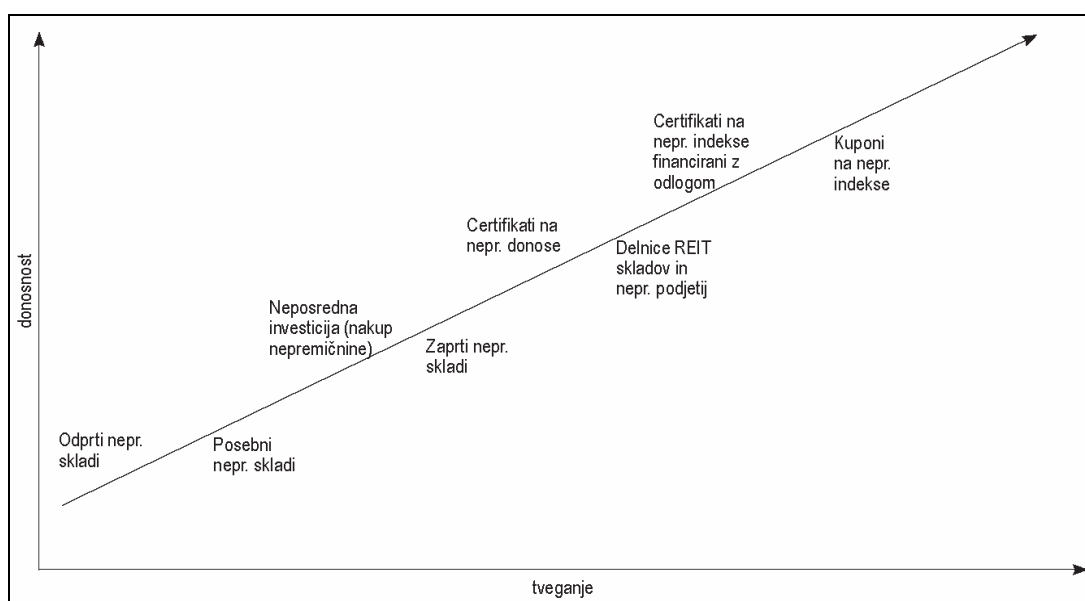 Certifikati na
nepr. indekse
financirani z
odlogom
Kuponi
na nepr.
indekse
Certifikati na
nepr. donose
Delnice REIT
skladov in
nepr. podjetij
donosnost
Neposredna
investicija (nakup
nepremičnine)
Zaprti nepr.
skladi
Odprti nepr.
skladi
Posebni
nepr. skladi
tveganje